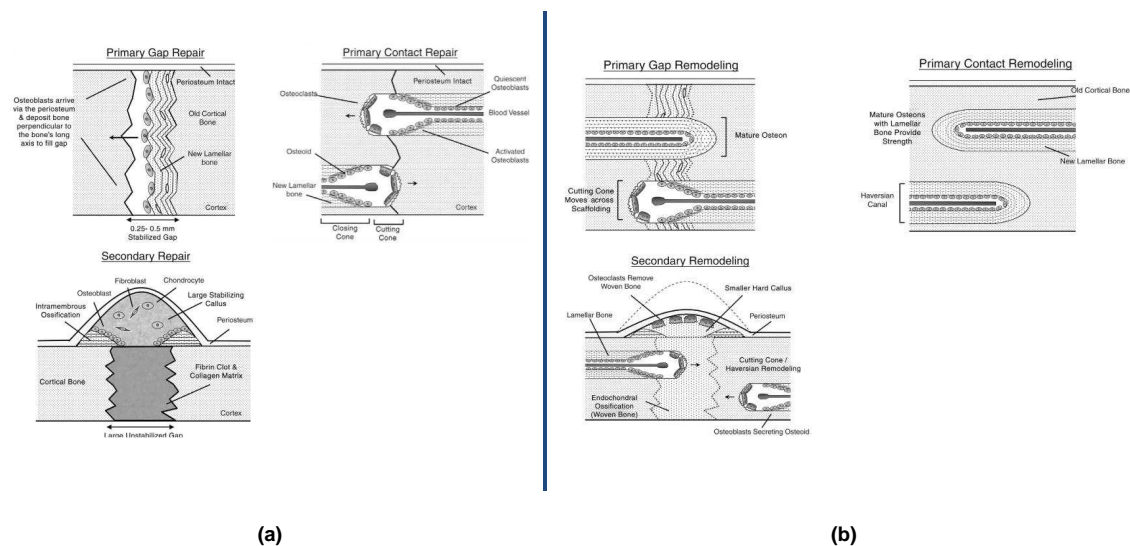 Primary Gap Repair
Periosteum Intact
Osteoblasts arrive
via the periosteum
& deposit bone
perpendicular to
the bone's long
axis to fill gap
Old Cortical
Bone
New Lamellar
bone
Cortex
0.25- 0.5 mm
Stabilized Gap
Primary Contact Repair
Periosteum Intact
Quiescent
Osteoblasts
Osteoclasts
Blood Vessel
Osteoid
Activated
Osteoblasts
New Lamellar
bone
Cortex
Closing
Cone
Cutting
Cone
Secondary Repair
Fibroblast
Chondrocyte
Osteoblast
Large Stabilizing
Callus
Intramembrous
Ossification
Periosteum
Fibrin Clot &
Collagen Matrix
Cortical Bone
Cortex
Large Unstabilized Gap
(a)
Primary Gap Remodeling
Mature Osteon
Cutting Cone
Moves across
Scaffolding
Primary Contact Remodeling
Old Cortical Bone
Mature Osteons
with Lamellar
Bone Provide
Strength
New Lamellar Bone
Haversian
Canal
Secondary Remodeling
Osteoclasts Remove
Woven Bone
Smaller Hard Callus
Lamellar Bone
Periosteum
Cutting Cone /
Haversian Remodeling
Endochondral
Ossification
(Woven Bone)
Osteoblasts Secreting Osteoid
(b)